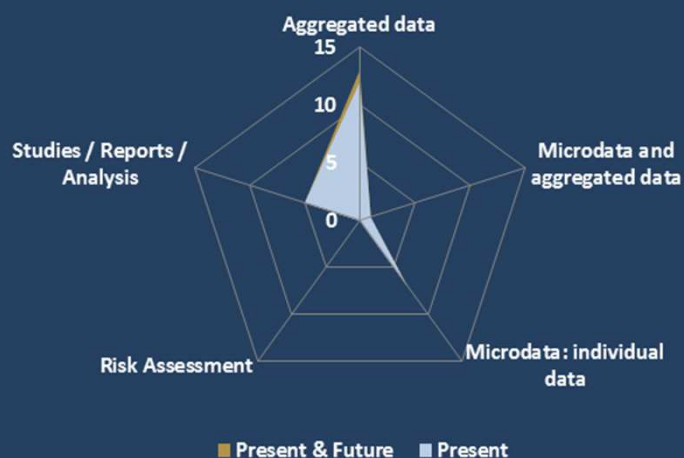 Aggregated data
15
10
5
0
Studies / Reports /
Analysis
Microdata and
aggregated data
Risk Assessment
Microdata: individual
data
Present & Future
Present